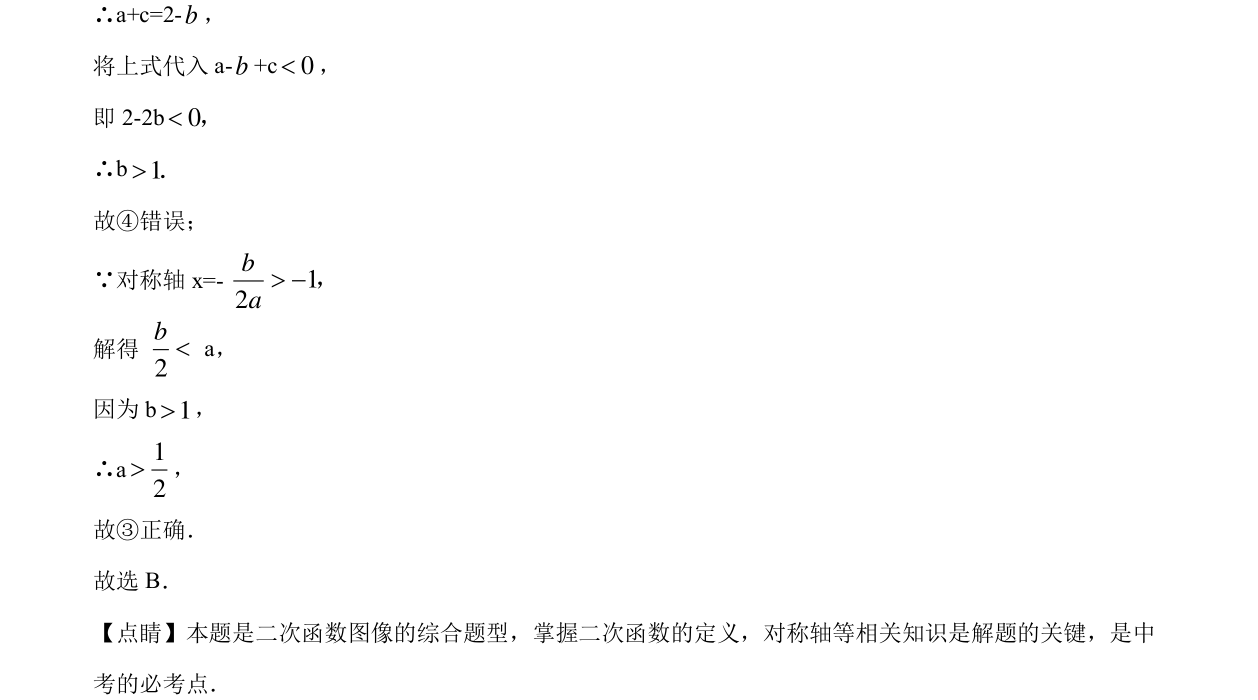 ∴a+c=2-b，
将上式代入 a-b+c<0，
即 2-2b<0，
∴b>1.
故④错误；
∵对称轴 x=-b/2a>-1，
解得 b/2< a，
因为 b>1，
∴a>1/2，
故③正确．
故选 B．
【点睛】本题是二次函数图像的综合题型，掌握二次函数的定义，对称轴等相关知识是解题的关键，是中
考的必考点．